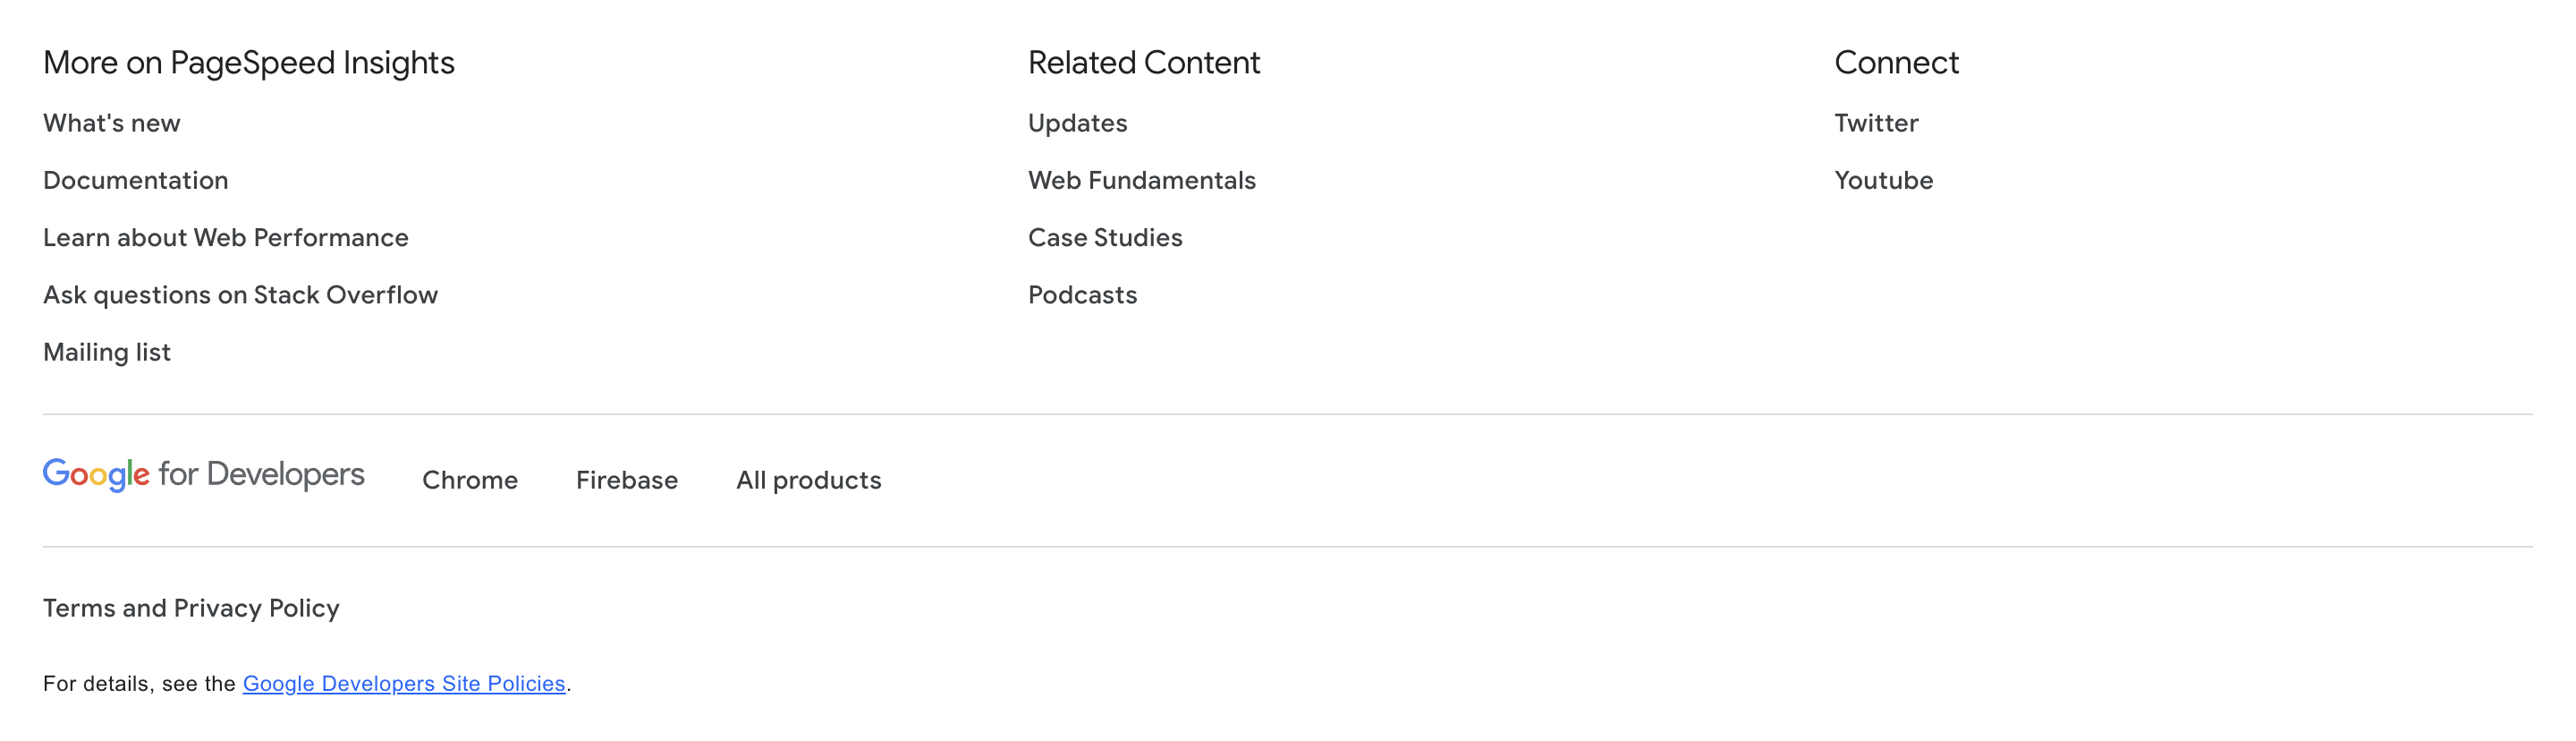 More on PageSpeed Insights
What's new
Documentation
Learn about Web Performance
Ask questions on Stack Overflow
Mailing list
Related Content
Updates
Web Fundamentals
Case Studies
Podcasts
Connect
Twitter
Youtube
Google for Developers Chrome Firebase All products
Terms and Privacy Policy
For details, see the Google Developers Site Policies.